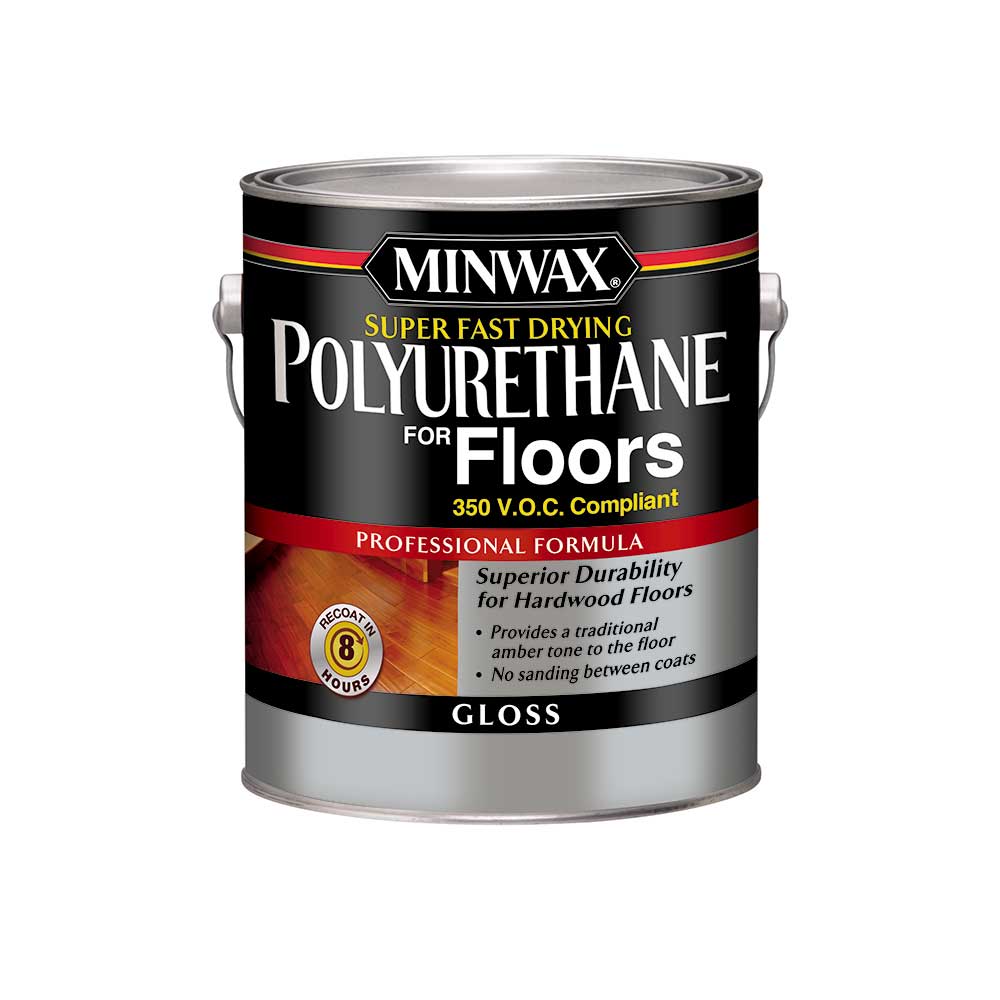 MINWAX®
SUPER FAST DRYING
POLYURETHANE
FOR Floors
350 V.O.C. Compliant
PROFESSIONAL FORMULA
Superior Durability
for Hardwood Floors
• Provides a traditional
amber tone to the floor
• No sanding between coats
RECOAT IN
8
HOURS
GLOSS